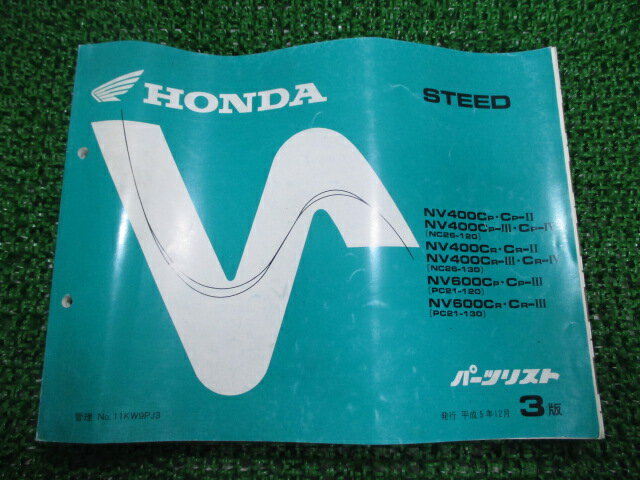 HONDA
STEED
NV400CP・CP-II
NV400CP-III・CP-IV
[NC26-120]
NV400CR・CR-II
NV400CR-III・CR-IV
[NC26-130]
NV600CP・CP-III
[PC21-120]
NV600CR・CR-III
[PC21-130]
パーツリスト
管理 No. 11KW9PJ3
発行 平成5年12月 3版